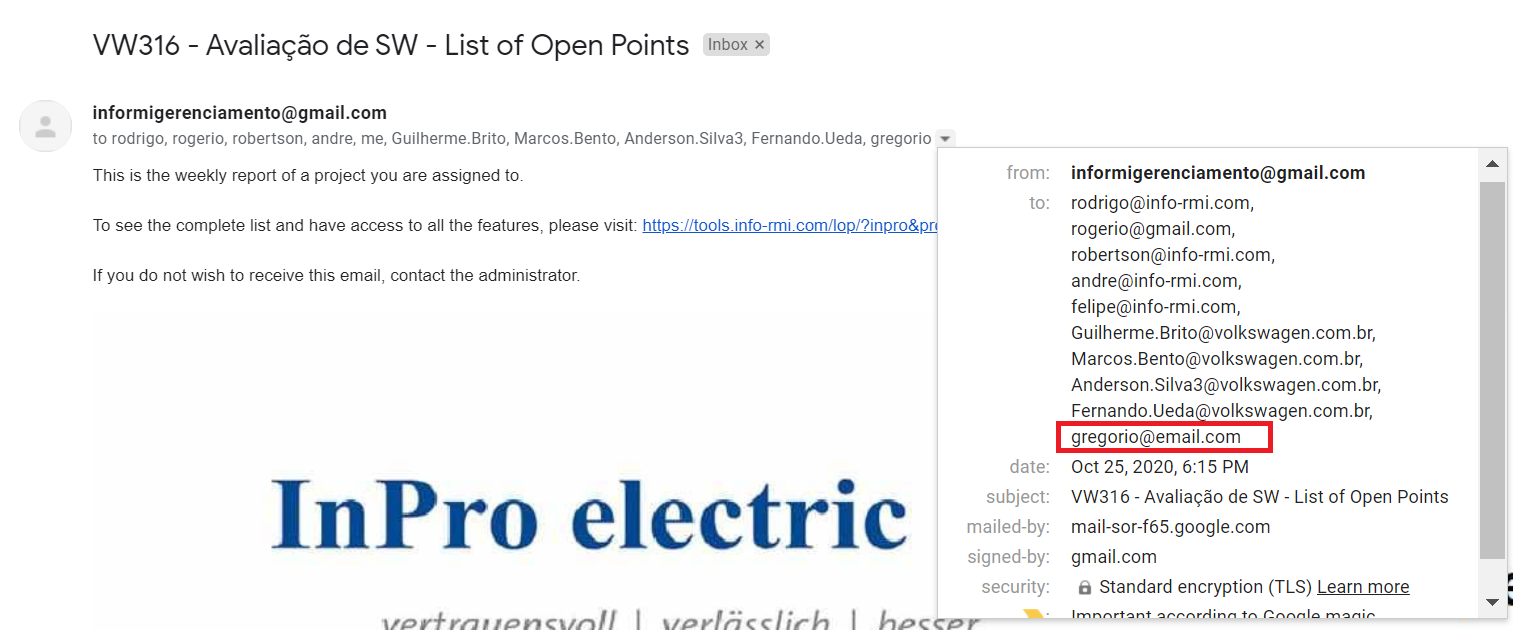 VW316 - Avaliação de SW - List of Open Points Inbox ×
informigerenciamento@gmail.com
to rodrigo, rogerio, robertson, andre, me, Guilherme.Brito, Marcos.Bento, Anderson.Silva3, Fernando.Ueda, gregorio
This is the weekly report of a project you are assigned to.
To see the complete list and have access to all the features, please visit: https://tools.info-rmi.com/lop/?inpro&pr
If you do not wish to receive this email, contact the administrator.
InPro electric
vertrauensvoll | verlässlich | besser
from: informigerenciamento@gmail.com
to: rodrigo@info-rmi.com,
rogerio@gmail.com,
robertson@info-rmi.com,
andre@info-rmi.com,
felipe@info-rmi.com,
Guilherme.Brito@volkswagen.com.br,
Marcos.Bento@volkswagen.com.br,
Anderson.Silva3@volkswagen.com.br,
Fernando.Ueda@volkswagen.com.br,
gregorio@email.com
date: Oct 25, 2020, 6:15 PM
subject: VW316 - Avaliação de SW - List of Open Points
mailed-by: mail-sor-f65.google.com
signed-by: gmail.com
security: Standard encryption (TLS) Learn more
: Important according to Google magic.